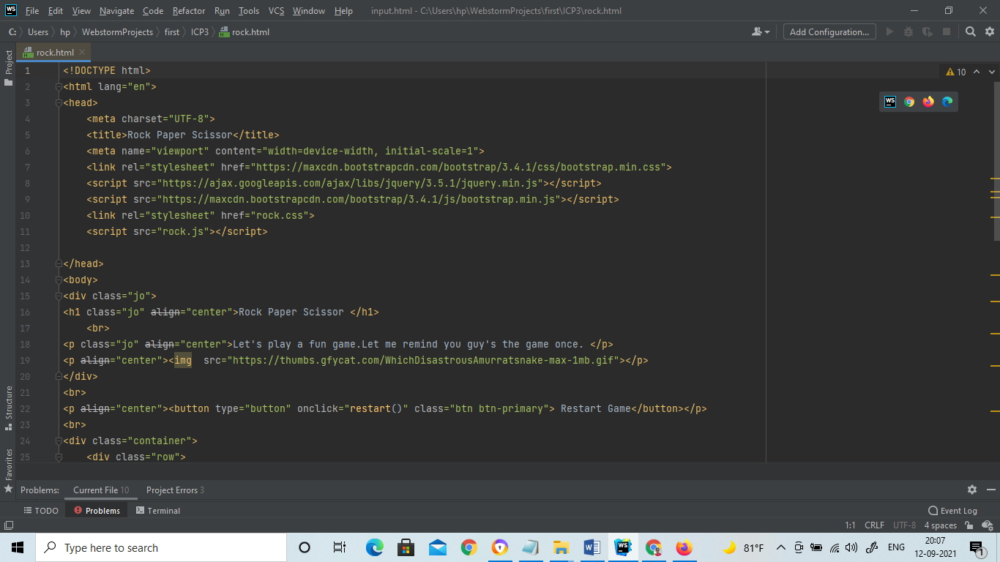 WS File Edit View Navigate Code Refactor Run Tools VCS Window Help input.html - C:\Users\hp\WebstormProjects\first\ICP3\rock.html
C: Users hp WebstormProjects first ICP3 rock.html Add Configuration...
Project
rock.html
10
WS
1 <!DOCTYPE html>
2 <html lang="en">
3 <head>
4 <meta charset="UTF-8">
5 <title>Rock Paper Scissor</title>
6 <meta name="viewport" content="width=device-width, initial-scale=1">
7 <link rel="stylesheet" href="https://maxcdn.bootstrapcdn.com/bootstrap/3.4.1/css/bootstrap.min.css">
8 <script src="https://ajax.googleapis.com/ajax/libs/jquery/3.5.1/jquery.min.js"></script>
9 <script src="https://maxcdn.bootstrapcdn.com/bootstrap/3.4.1/js/bootstrap.min.js"></script>
10 <link rel="stylesheet" href="rock.css">
11 <script src="rock.js"></script>
12
13 </head>
14 <body>
15 <div class="jo">
16 <h1 class="jo" align="center">Rock Paper Scissor </h1>
17 <br>
18 <p class="jo" align="center">Let's play a fun game.Let me remind you guy's the game once. </p>
19 <p align="center"><img  src="https://thumbs.gfycat.com/WhichDisastrousAmurratsnake-max-1mb.gif"></p>
20 </div>
21 <br>
22 <p align="center"><button type="button" onclick="restart()" class="btn btn-primary"> Restart Game</button></p>
23 <br>
24 <div class="container">
25 <div class="row">
Structure
Favorites
Problems: Current File 10 Project Errors 3
TODO Problems Terminal Event Log
1:1 CRLF UTF-8 4 spaces
Type here to search WS 81°F ENG 20:07
12-09-2021 1